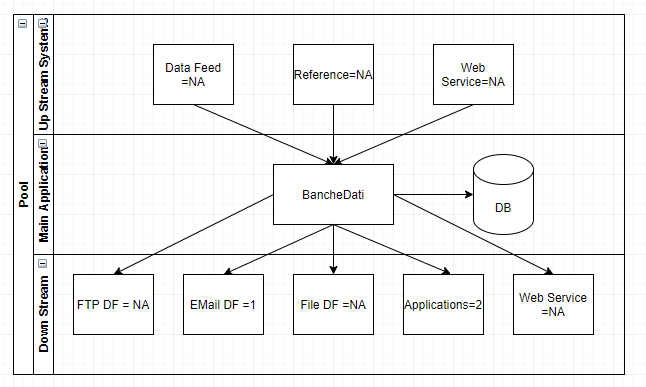 Pool
Up Stream System
Data Feed
=NA
Reference=NA
Web
Service=NA
Main Application
BancheDati
DB
Down Stream
FTP DF = NA
EMail DF =1
File DF =NA
Applications=2
Web Service
=NA